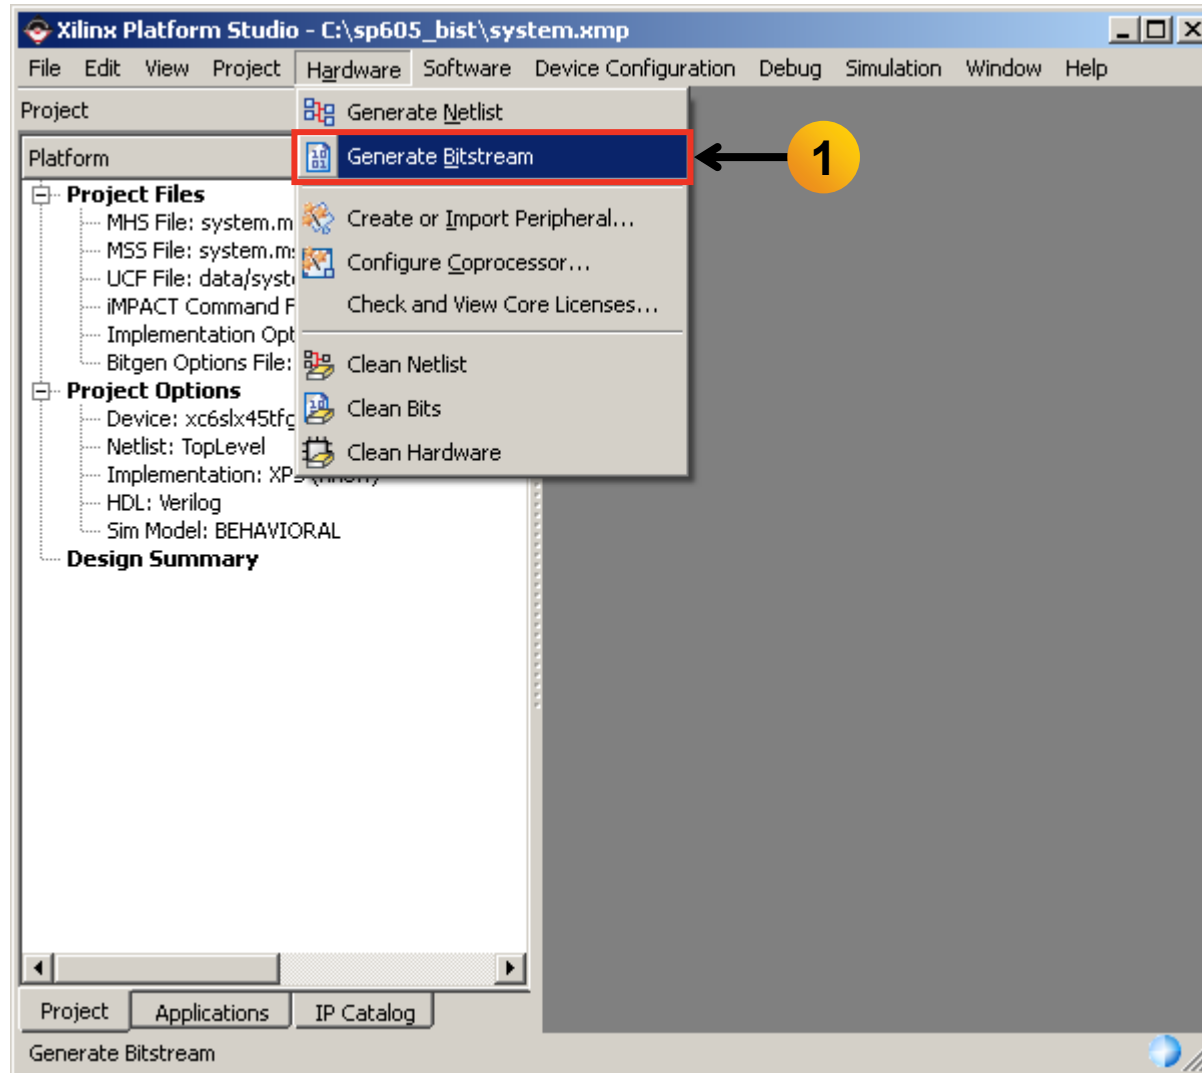 Xilinx Platform Studio - C:\sp605_bist\system.xmp
File Edit View Project Hardware Software Device Configuration Debug Simulation Window Help
Project
Generate Netlist
Platform
Generate Bitstream
1
Project Files
MHS File: system.m
Create or Import Peripheral...
MSS File: system.m
Configure Coprocessor...
UCF File: data/syst
iMPACT Command F
Check and View Core Licenses...
Implementation Opt
Bitgen Options File:
Clean Netlist
Project Options
Clean Bits
Device: xc6slx45tfg
Netlist: TopLevel
Clean Hardware
Implementation: XPS
HDL: Verilog
Sim Model: BEHAVIORAL
Design Summary
Project Applications IP Catalog
Generate Bitstream